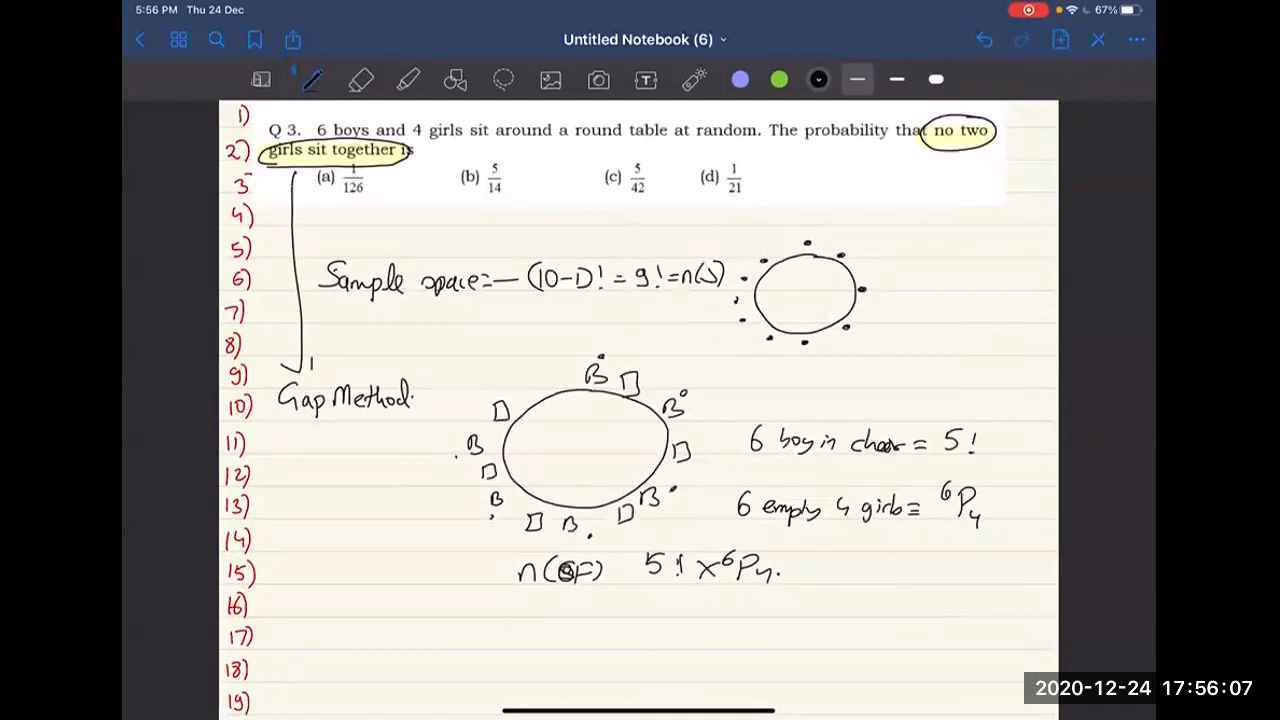 5:56 PM Thu 24 Dec
67%
Untitled Notebook (6)
T
1)
Q 3. 6 boys and 4 girls sit around a round table at random. The probability that no two
2) girls sit together is
3 (a) 1/126 (b) 5/14 (c) 5/42 (d) 1/21
4)
5)
6) Sample space:— (10-1)! = 9! = n(S)
7)
8)
9) B
10) Gap Method. B
11) B 6 boy in chair = 5!
12)
13) B B 6 empty 4 girls = ⁶P₄
14) B
15) n(F) 5! x ⁶P₄.
16)
17)
18)
19)
2020-12-24 17:56:07